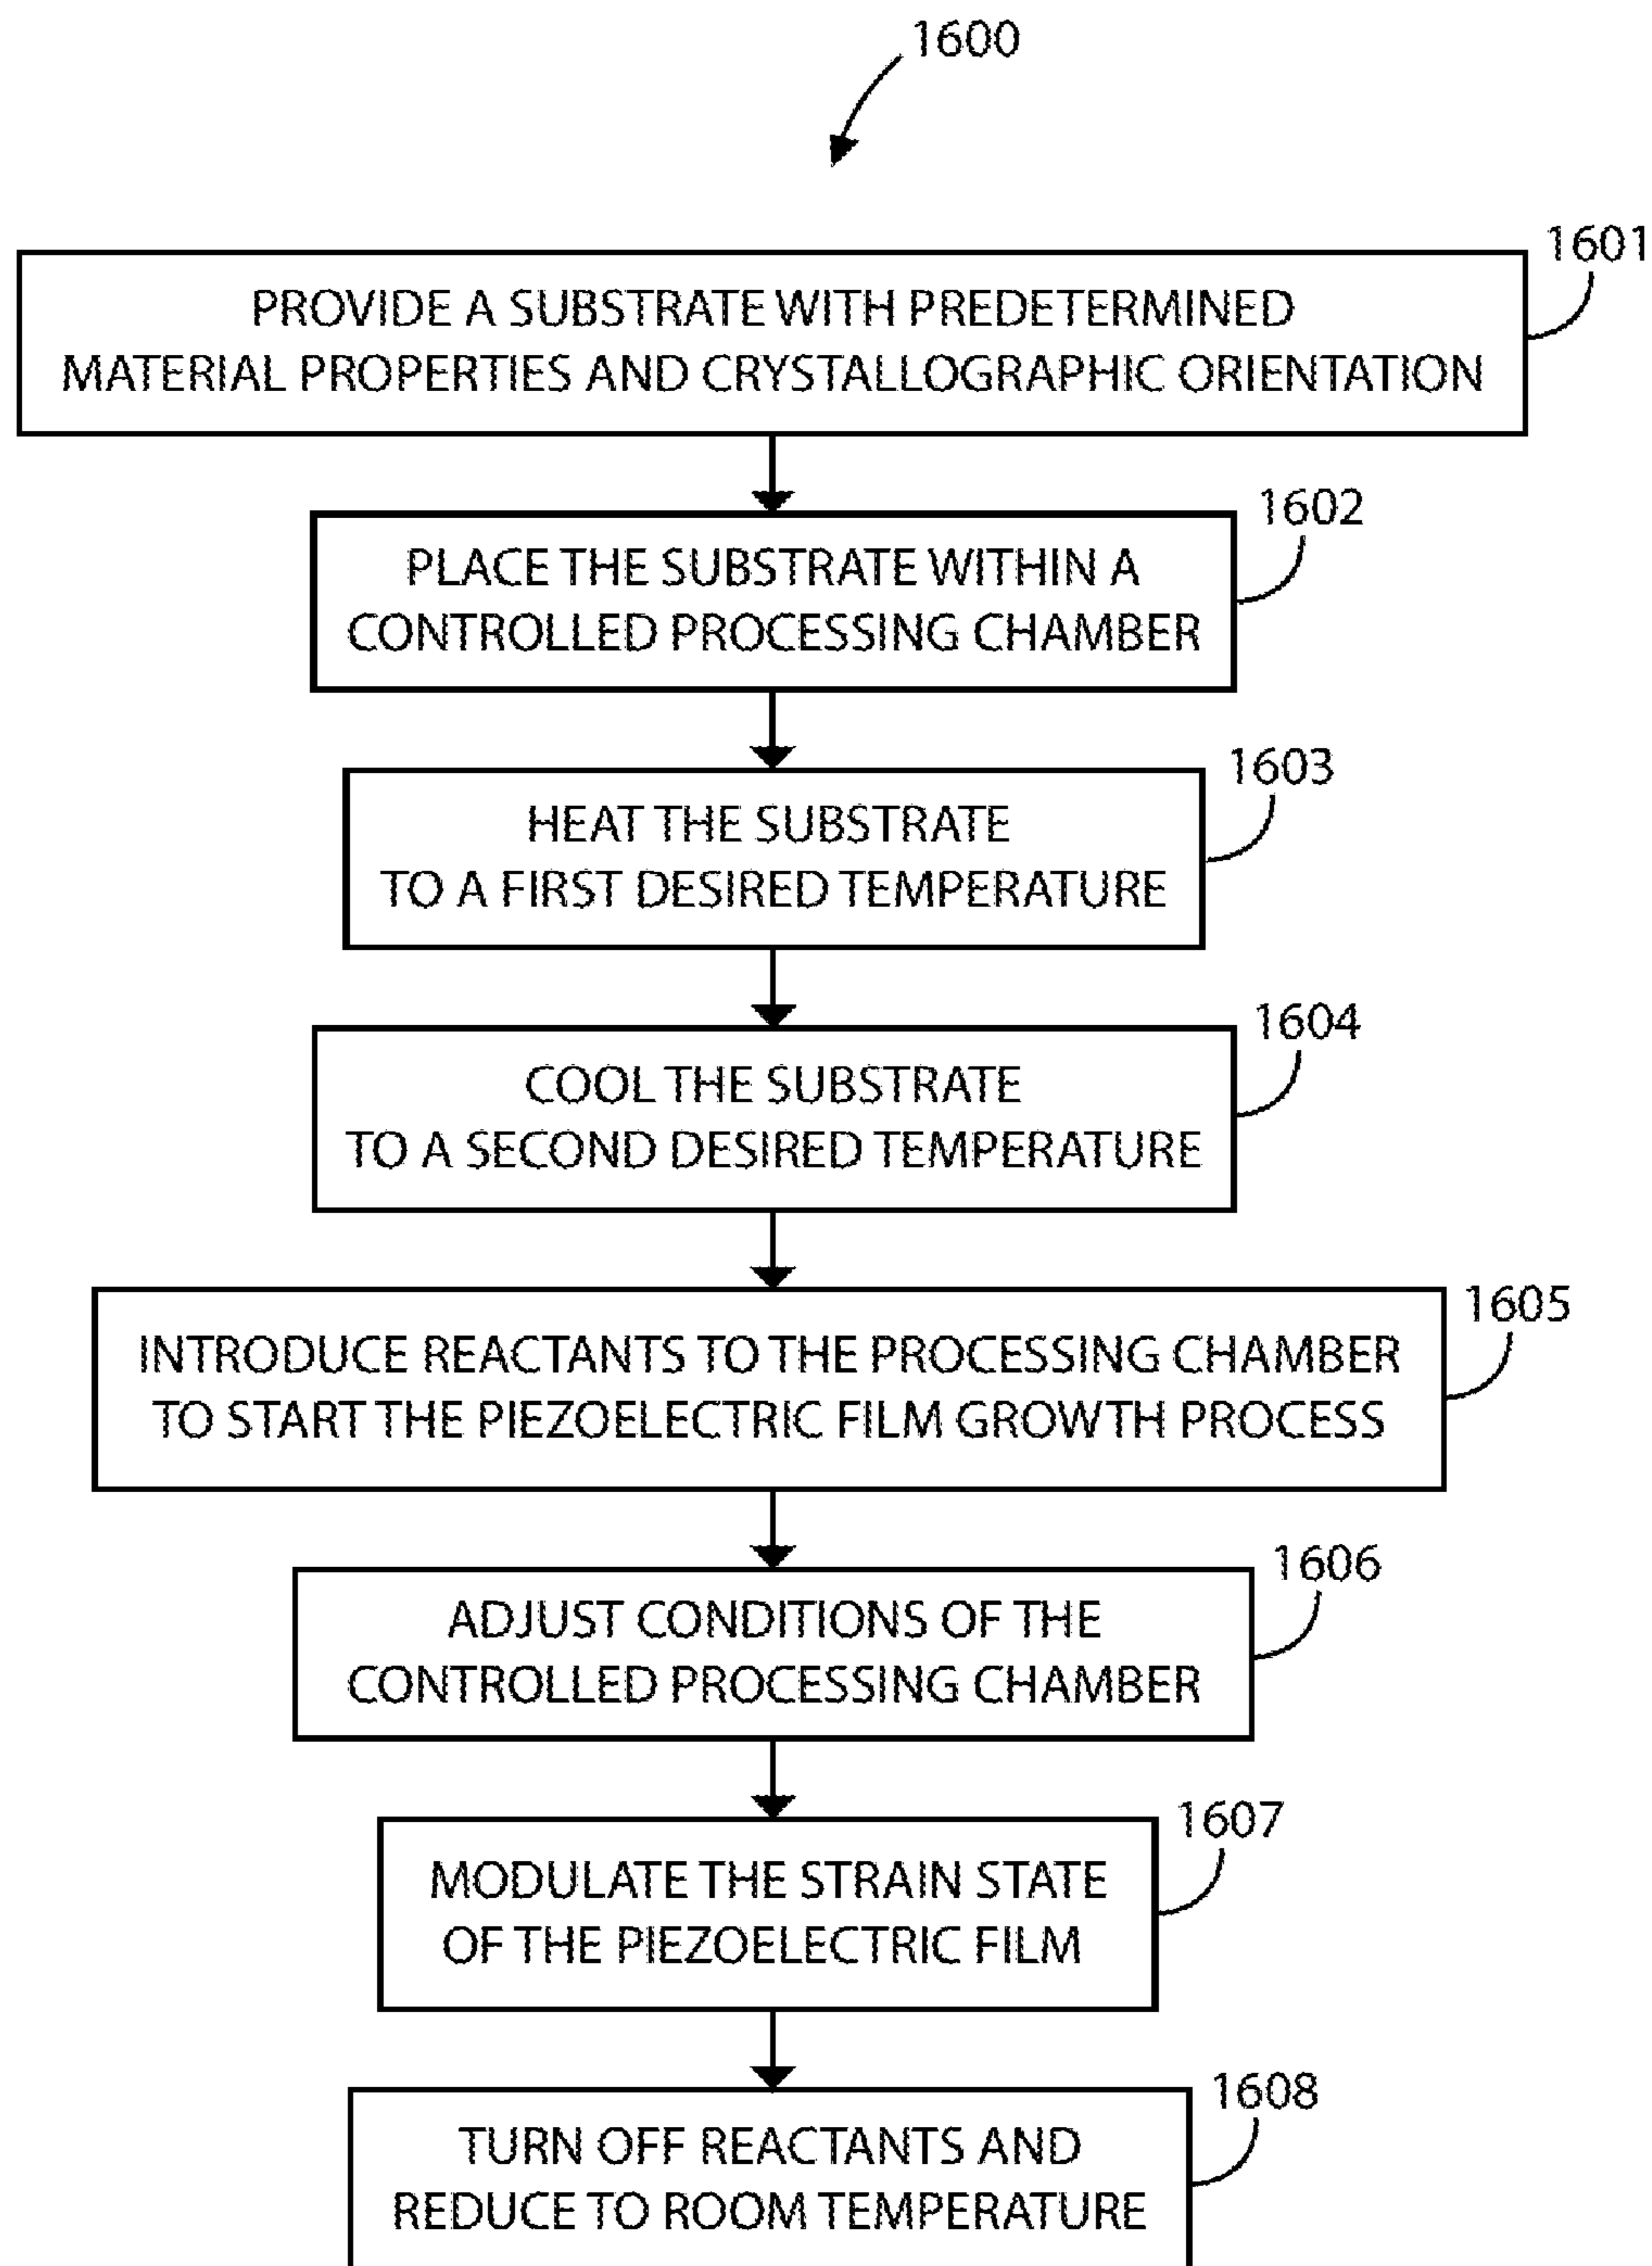 1600
1601
PROVIDE A SUBSTRATE WITH PREDETERMINED
MATERIAL PROPERTIES AND CRYSTALLOGRAPHIC ORIENTATION
1602
PLACE THE SUBSTRATE WITHIN A
CONTROLLED PROCESSING CHAMBER
1603
HEAT THE SUBSTRATE
TO A FIRST DESIRED TEMPERATURE
1604
COOL THE SUBSTRATE
TO A SECOND DESIRED TEMPERATURE
1605
INTRODUCE REACTANTS TO THE PROCESSING CHAMBER
TO START THE PIEZOELECTRIC FILM GROWTH PROCESS
1606
ADJUST CONDITIONS OF THE
CONTROLLED PROCESSING CHAMBER
1607
MODULATE THE STRAIN STATE
OF THE PIEZOELECTRIC FILM
1608
TURN OFF REACTANTS AND
REDUCE TO ROOM TEMPERATURE